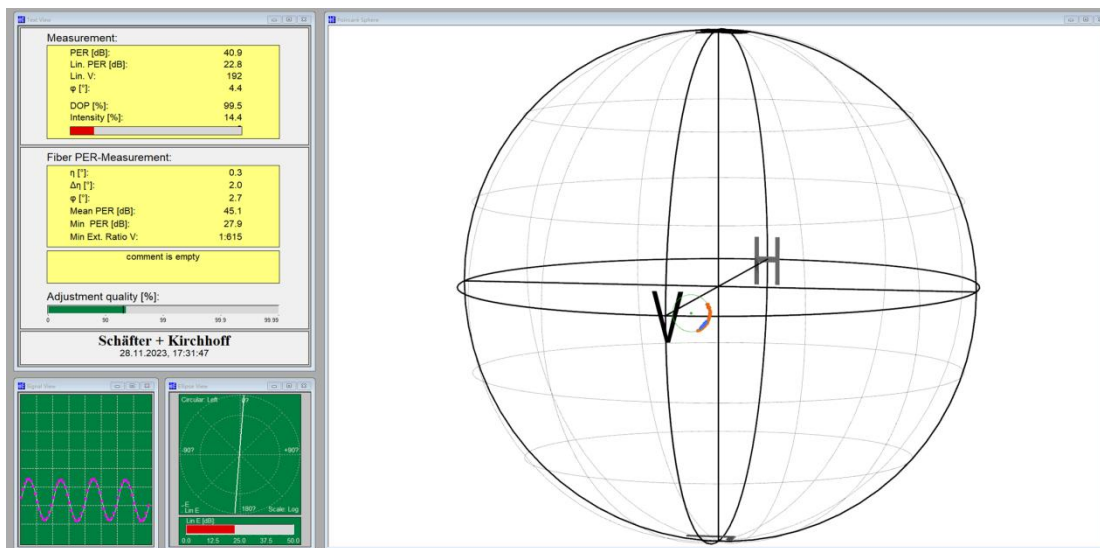 Text View
Measurement:
PER [dB]: 40.9
Lin. PER [dB]: 22.8
Lin. V: 192
φ [°]: 4.4
DOP [%]: 99.5
Intensity [%]: 14.4
Fiber PER-Measurement:
η [°]: 0.3
Δη [°]: 2.0
φ [°]: 2.7
Mean PER [dB]: 45.1
Min PER [dB]: 27.9
Min Ext. Ratio V: 1:615
comment is empty
Adjustment quality [%]:
0 90 99 99.9 99.99
Schäfter + Kirchhoff
28.11.2023, 17:31:47
Signal View
Ellipse View
Circular: Left 0?
-90? +90?
E
Lin E 180? Scale: Log
Lin E [dB]
0.0 12.5 25.0 37.5 50.0
Poincaré Sphere
H
V